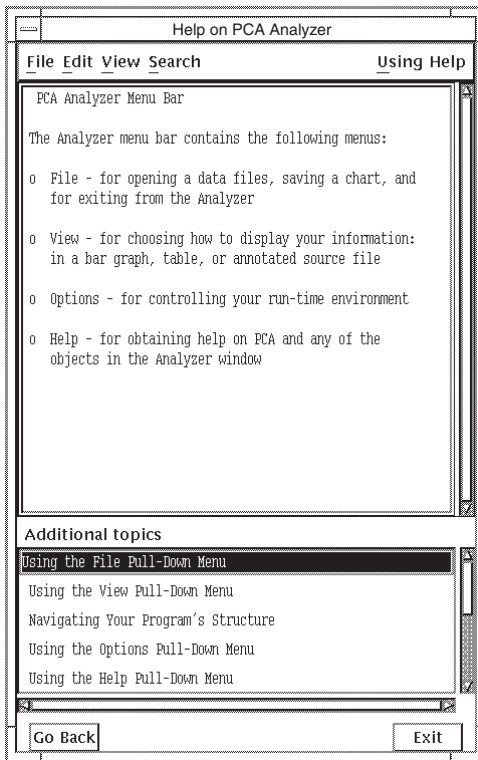 Help on PCA Analyzer
File Edit View Search Using Help
PCA Analyzer Menu Bar
The Analyzer menu bar contains the following menus:
o File - for opening a data files, saving a chart, and
for exiting from the Analyzer
o View - for choosing how to display your information:
in a bar graph, table, or annotated source file
o Options - for controlling your run-time environment
o Help - for obtaining help on PCA and any of the
objects in the Analyzer window
Additional topics
Using the File Pull-Down Menu
Using the View Pull-Down Menu
Navigating Your Program's Structure
Using the Options Pull-Down Menu
Using the Help Pull-Down Menu
Go Back Exit